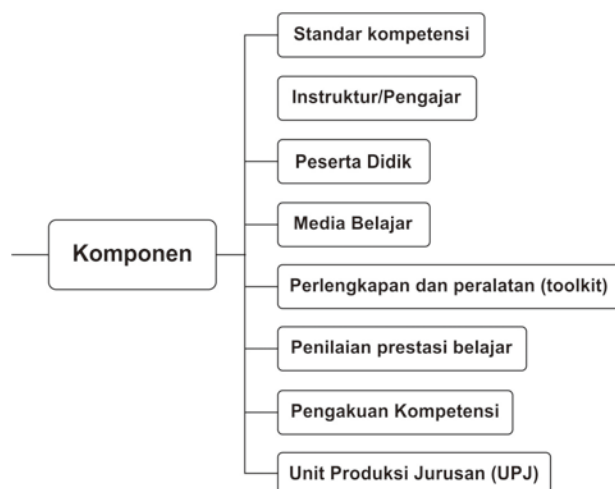 Standar kompetensi
Instruktur/Pengajar
Peserta Didik
Media Belajar
Komponen
Perlengkapan dan peralatan (toolkit)
Penilaian prestasi belajar
Pengakuan Kompetensi
Unit Produksi Jurusan (UPJ)